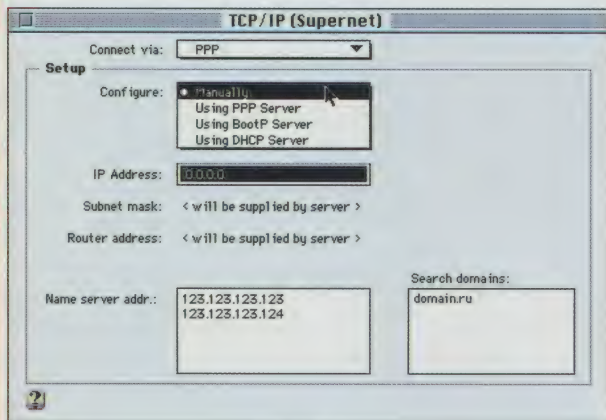 TCP/IP (Supernet)
Connect via: PPP
Setup
Configure: Manually
Using PPP Server
Using BootP Server
Using DHCP Server
IP Address: 0.0.0.0
Subnet mask: < will be supplied by server >
Router address: < will be supplied by server >
Search domains:
Name server addr.: 123.123.123.123
123.123.123.124
domain.ru
?